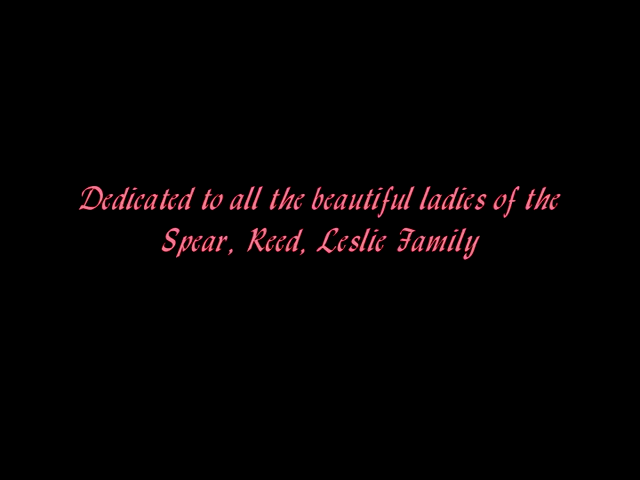 Dedicated to all the beautiful ladies of the
Spear, Reed, Leslie Family